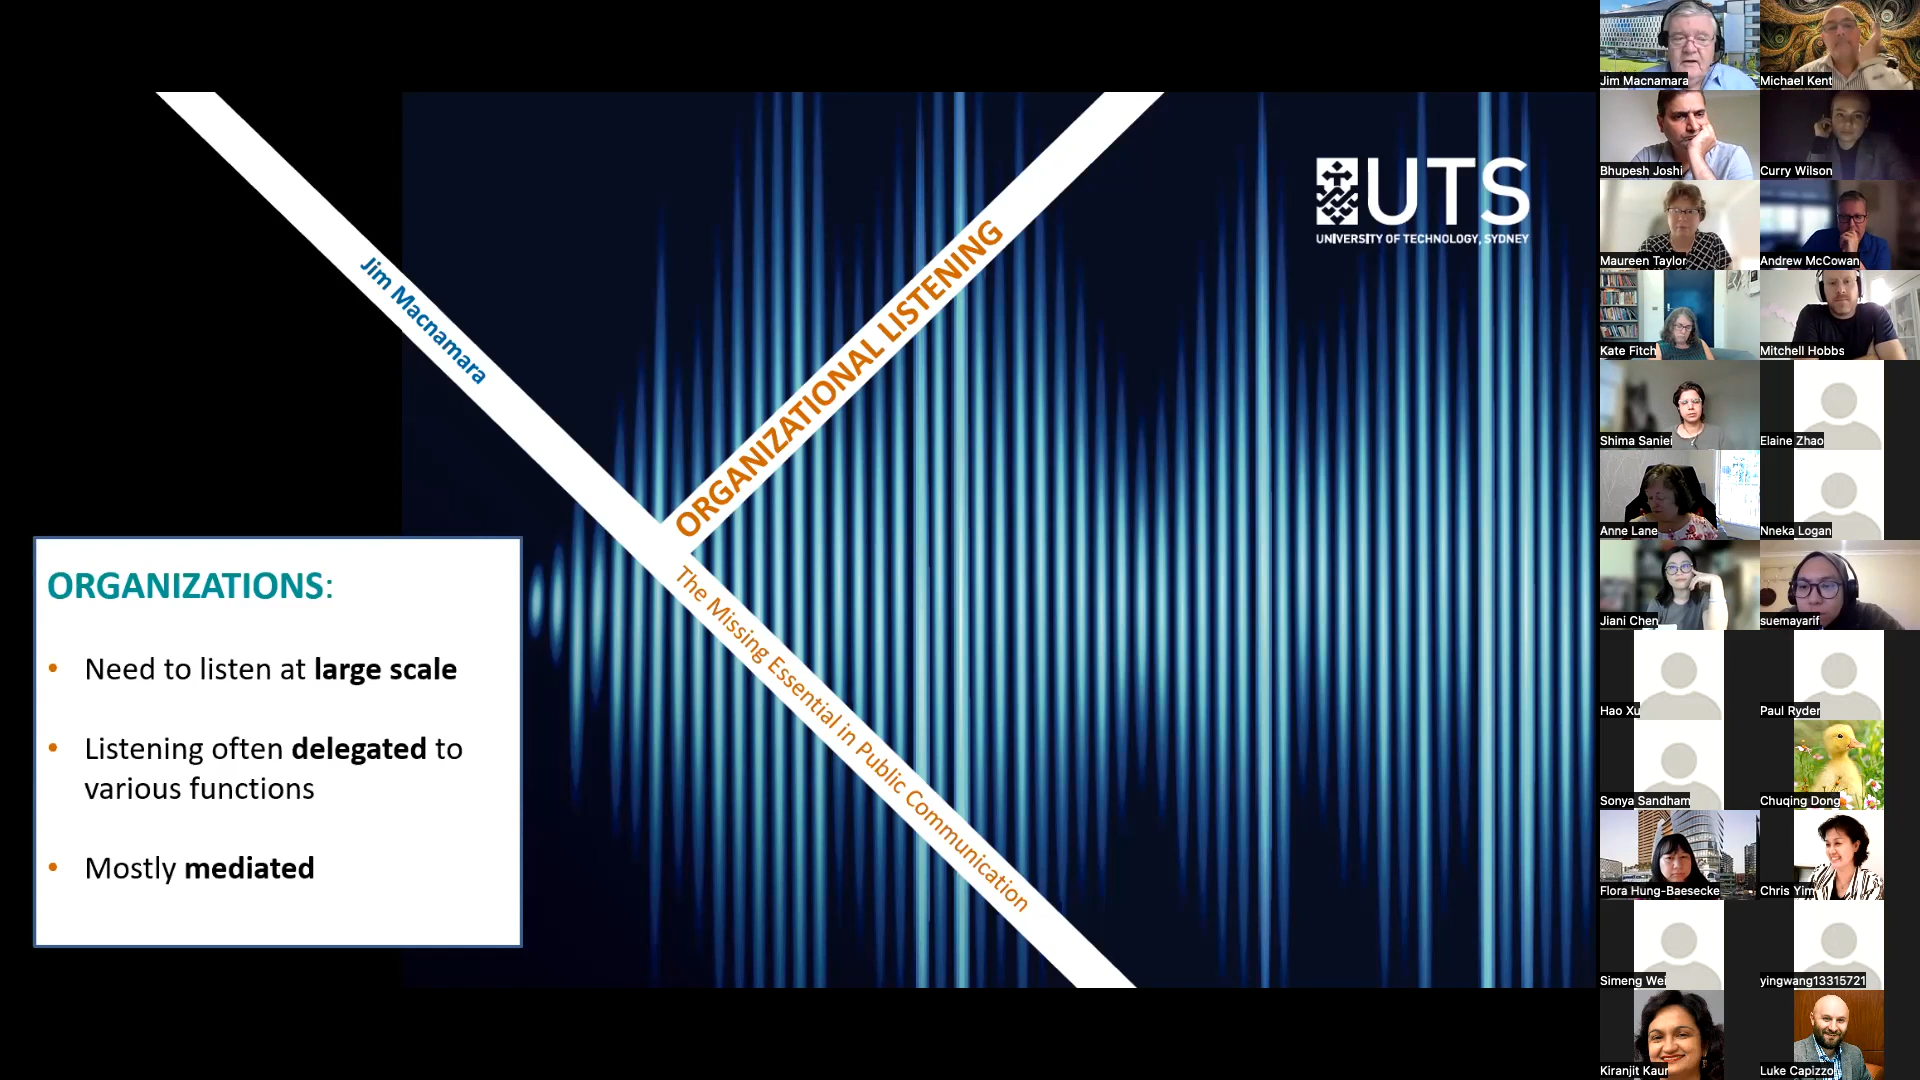 Jim Macnamara
ORGANIZATIONAL LISTENING
The Missing Essential in Public Communication
UTS
UNIVERSITY OF TECHNOLOGY, SYDNEY
ORGANIZATIONS:
• Need to listen at large scale
• Listening often delegated to
various functions
• Mostly mediated
Jim Macnamara
Michael Kent
Bhupesh Joshi
Curry Wilson
Maureen Taylor
Andrew McCowan
Kate Fitch
Mitchell Hobbs
Shima Saniei
Elaine Zhao
Anne Lane
Nneka Logan
Jiani Chen
suemayarif
Hao Xu
Paul Ryder
Sonya Sandham
Chuqing Dong
Flora Hung-Baesecke
Chris Yim
Simeng Wei
yingwang13315721
Kiranjit Kaur
Luke Capizzo